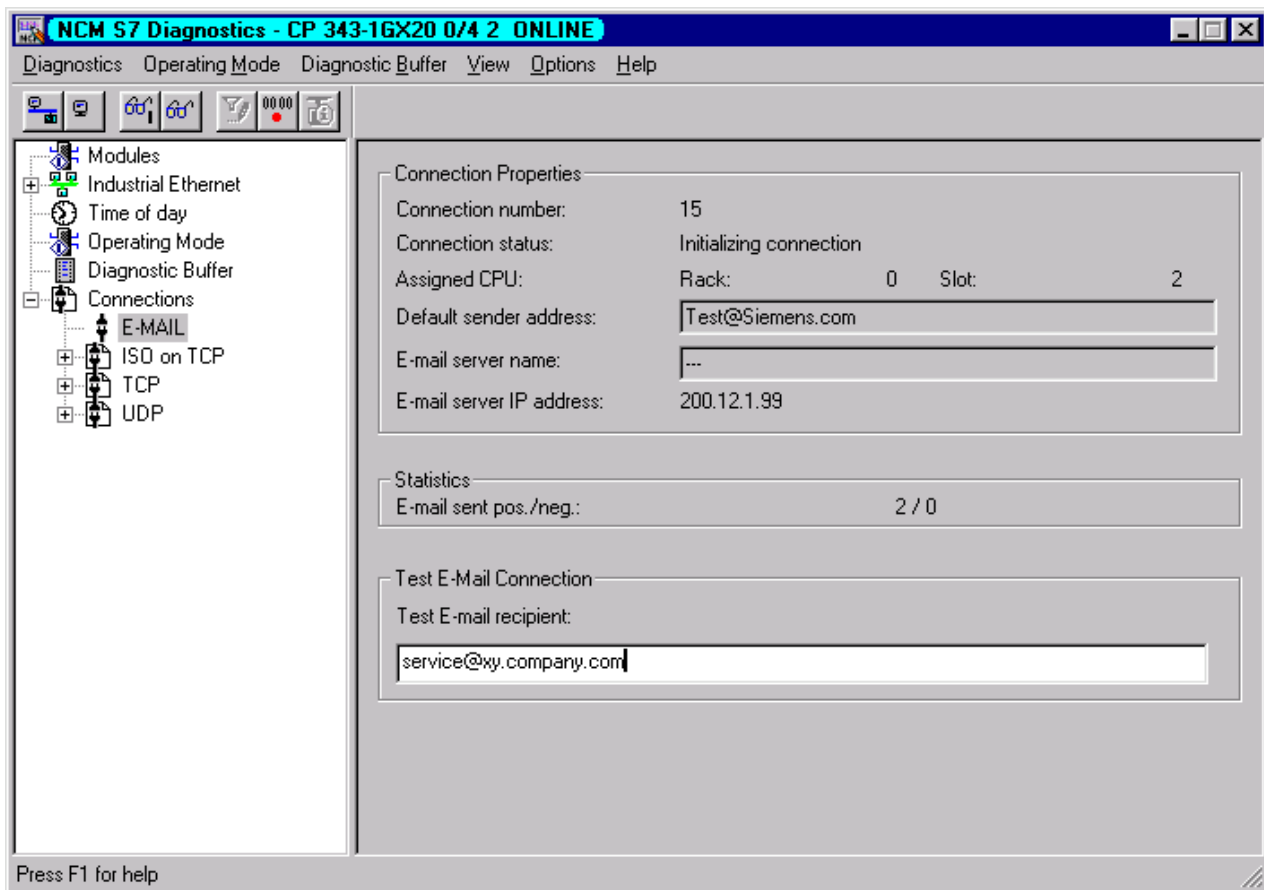 NCM S7 Diagnostics - CP 343-1GX20 0/4 2 ONLINE
Diagnostics Operating Mode Diagnostic Buffer View Options Help
Modules
Industrial Ethernet
Time of day
Operating Mode
Diagnostic Buffer
Connections
E-MAIL
ISO on TCP
TCP
UDP
Connection Properties
Connection number: 15
Connection status: Initializing connection
Assigned CPU: Rack: 0 Slot: 2
Default sender address: Test@Siemens.com
E-mail server name: ---
E-mail server IP address: 200.12.1.99
Statistics
E-mail sent pos./neg.: 2 / 0
Test E-Mail Connection
Test E-mail recipient:
service@xy.company.com
Press F1 for help